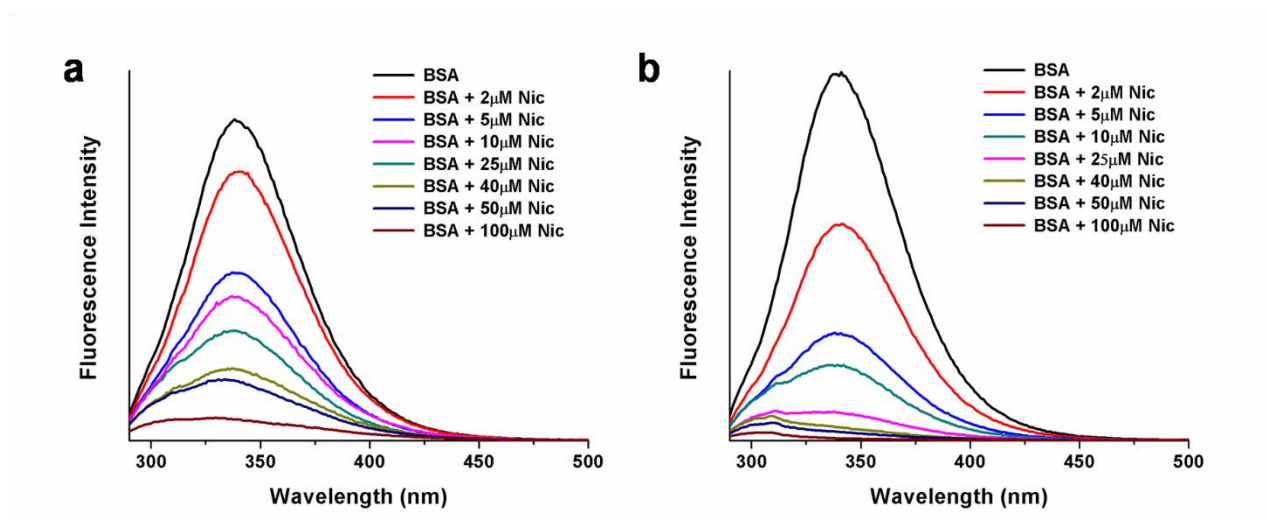 a
BSA
BSA + 2μM Nic
BSA + 5μM Nic
BSA + 10μM Nic
BSA + 25μM Nic
BSA + 40μM Nic
BSA + 50μM Nic
BSA + 100μM Nic
Fluorescence Intensity
300 350 400 450 500
Wavelength (nm)
b
BSA
BSA + 2μM Nic
BSA + 5μM Nic
BSA + 10μM Nic
BSA + 25μM Nic
BSA + 40μM Nic
BSA + 50μM Nic
BSA + 100μM Nic
Fluorescence Intensity
300 350 400 450 500
Wavelength (nm)